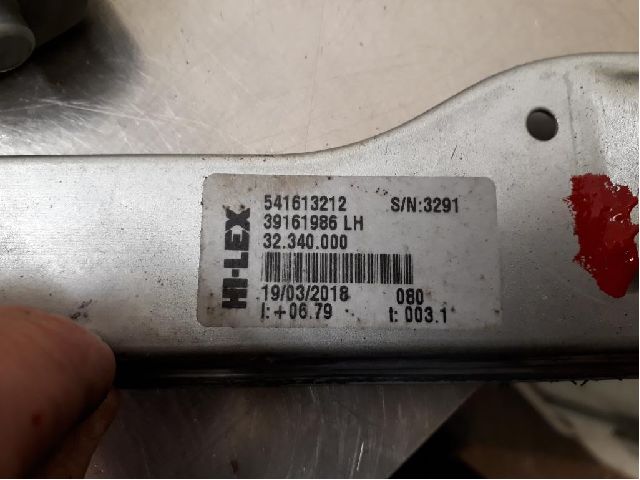 HI-LEX
541613212 S/N:3291
39161986 LH
32.340.000
19/03/2018 080
I:+06.79 t: 003.1